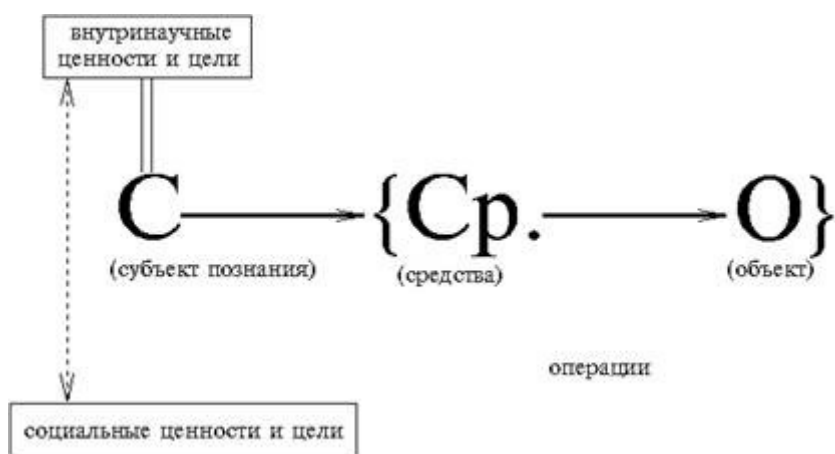 внутринаучные
ценности и цели
С {Ср. О}
(субъект познания) (средства) (объект)
операции
социальные ценности и цели